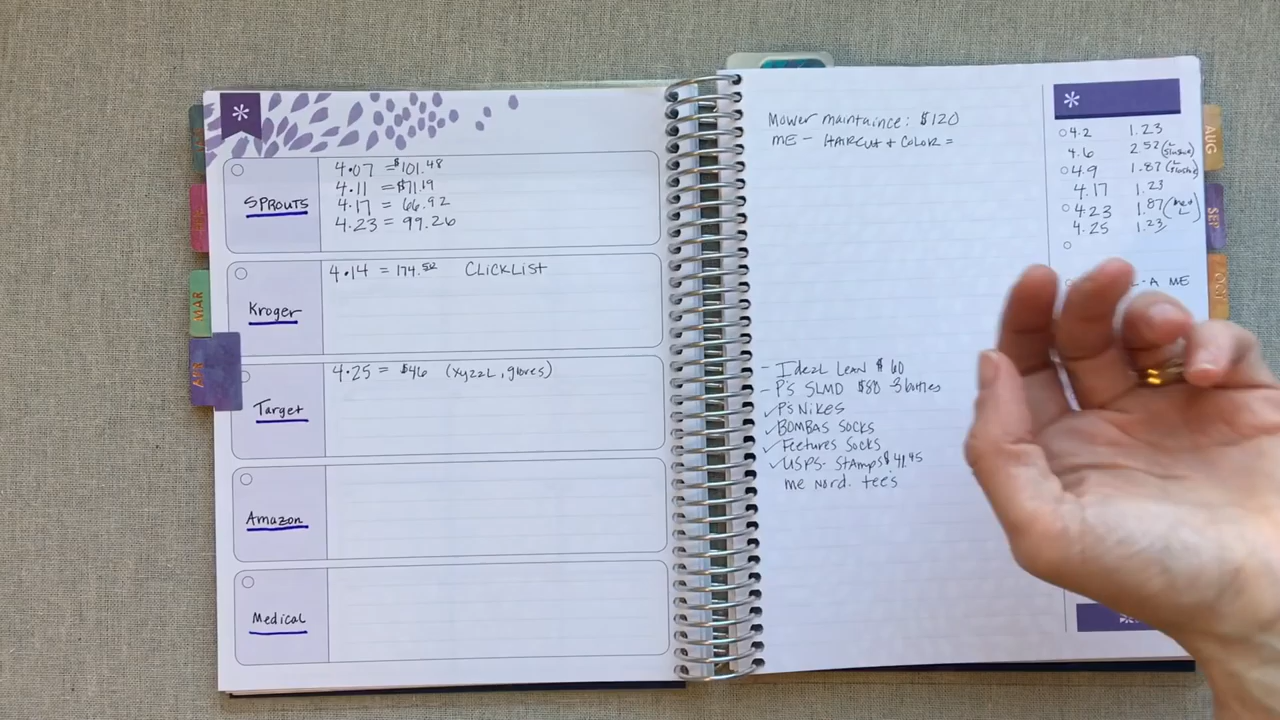 *
SPROUTS
4.07 = $101.48
4.11 = $71.19
4.17 = 66.92
4.23 = 99.26
Kroger
4.14 = 174.52 CLICKLIST
Target
4.25 = $46 (xyzzl, gloves)
Amazon
Medical
MAR
APR
Mower maintaince: $120
ME - HAIRCUT + COLOR =
- Ideal Lean $60
- P's SLMD $80 3 bottles
✓ P's Nikes
✓ BOMBAS SOCKS
✓ Feetures Socks
✓ USPS - Stamps $41.95
me Nord. tees
*
4.2 1.23
4.6 2.52
4.9 1.87
4.17 1.23
4.23 1.87
4.25 1.23
L-A ME
AUG
SEP
OCT